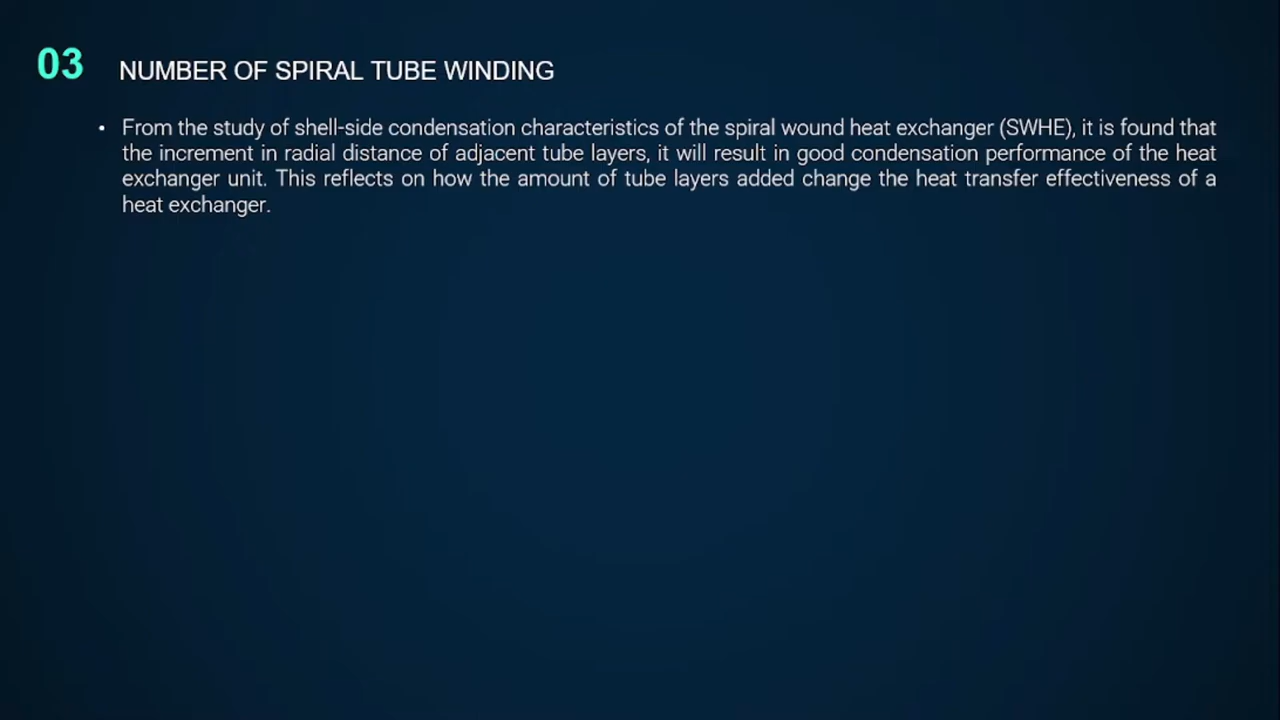 03 NUMBER OF SPIRAL TUBE WINDING
• From the study of shell-side condensation characteristics of the spiral wound heat exchanger (SWHE), it is found that
the increment in radial distance of adjacent tube layers, it will result in good condensation performance of the heat
exchanger unit. This reflects on how the amount of tube layers added change the heat transfer effectiveness of a
heat exchanger.